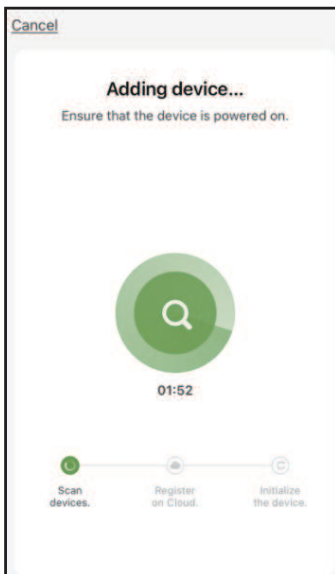 Cancel
Adding device...
Ensure that the device is powered on.
01:52
Scan
devices.
Register
on Cloud.
Initialize
the device.